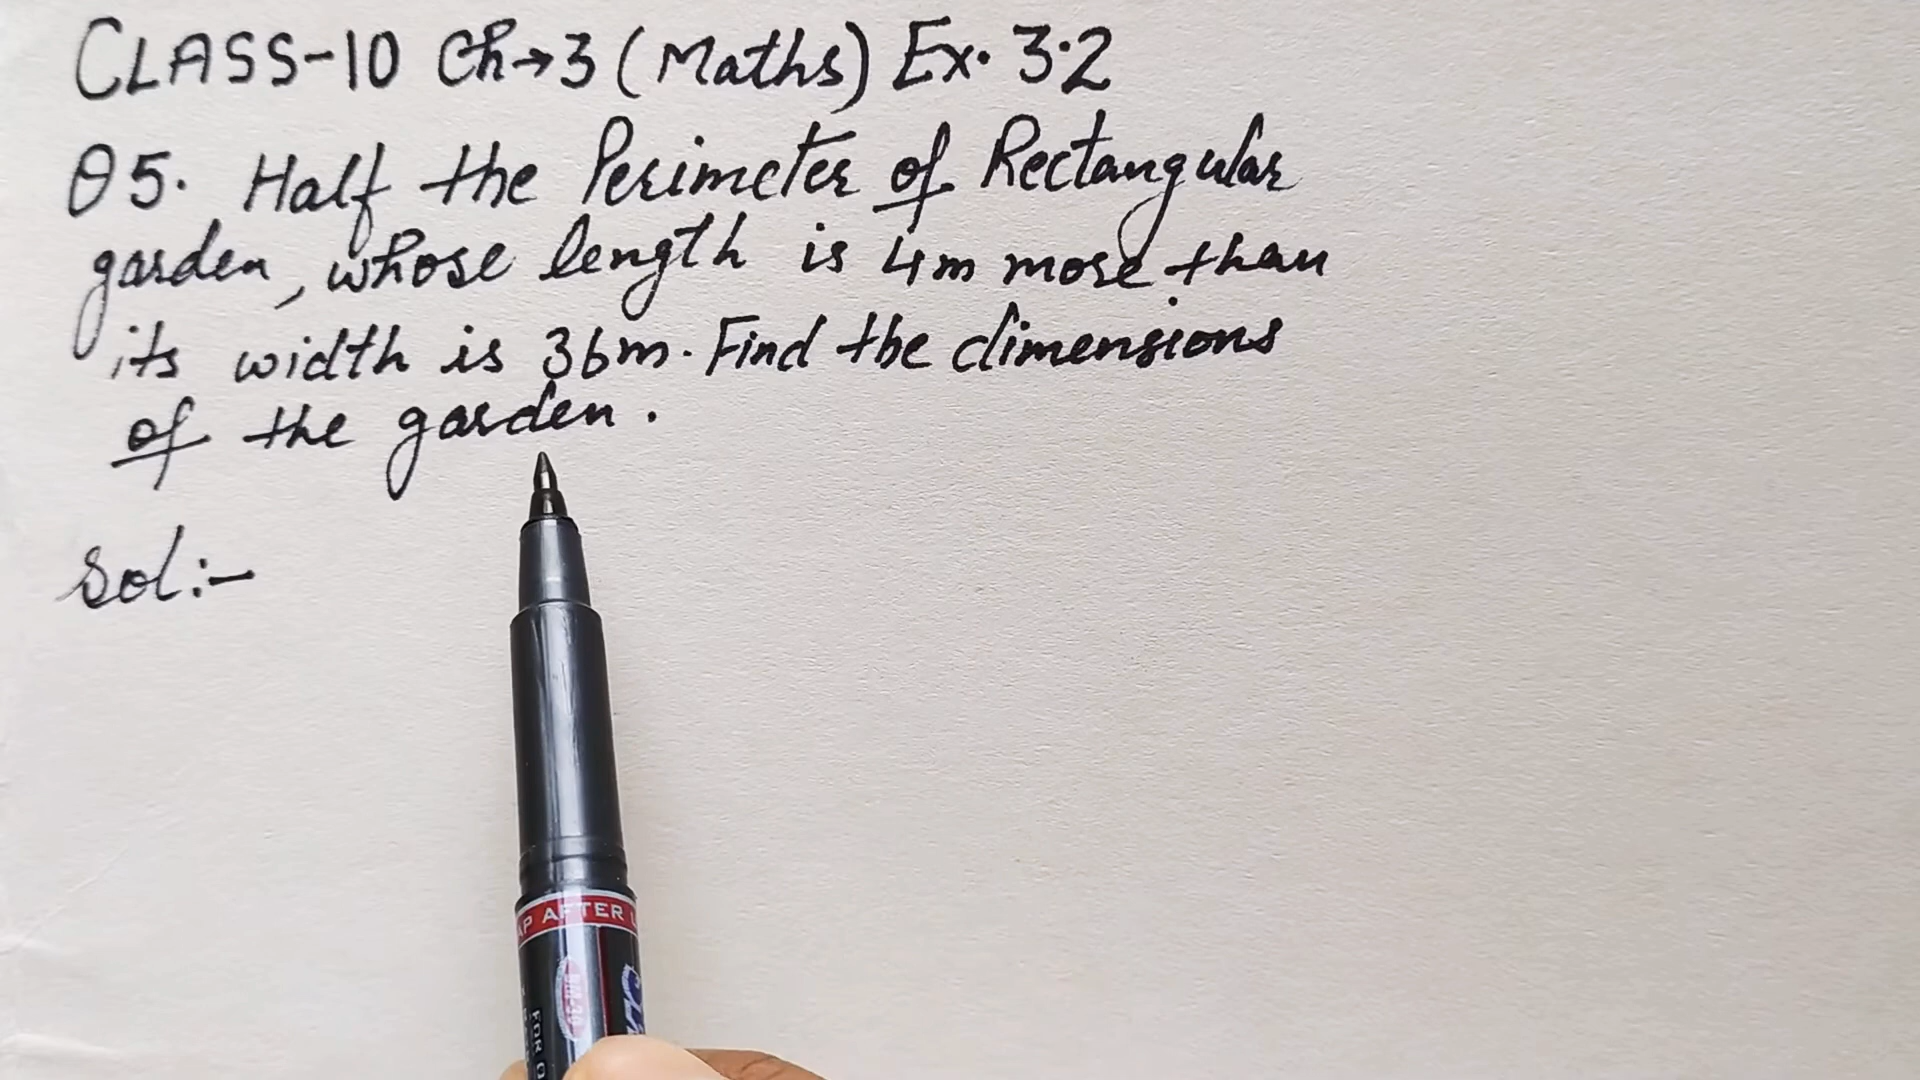 CLASS-10 Ch→3 (Maths) Ex. 3.2
Q5. Half the Perimeter of Rectangular
garden, whose length is 4m more than
its width is 36m. Find the dimensions
of the garden.
Sol:-
AP AFTER
FOR